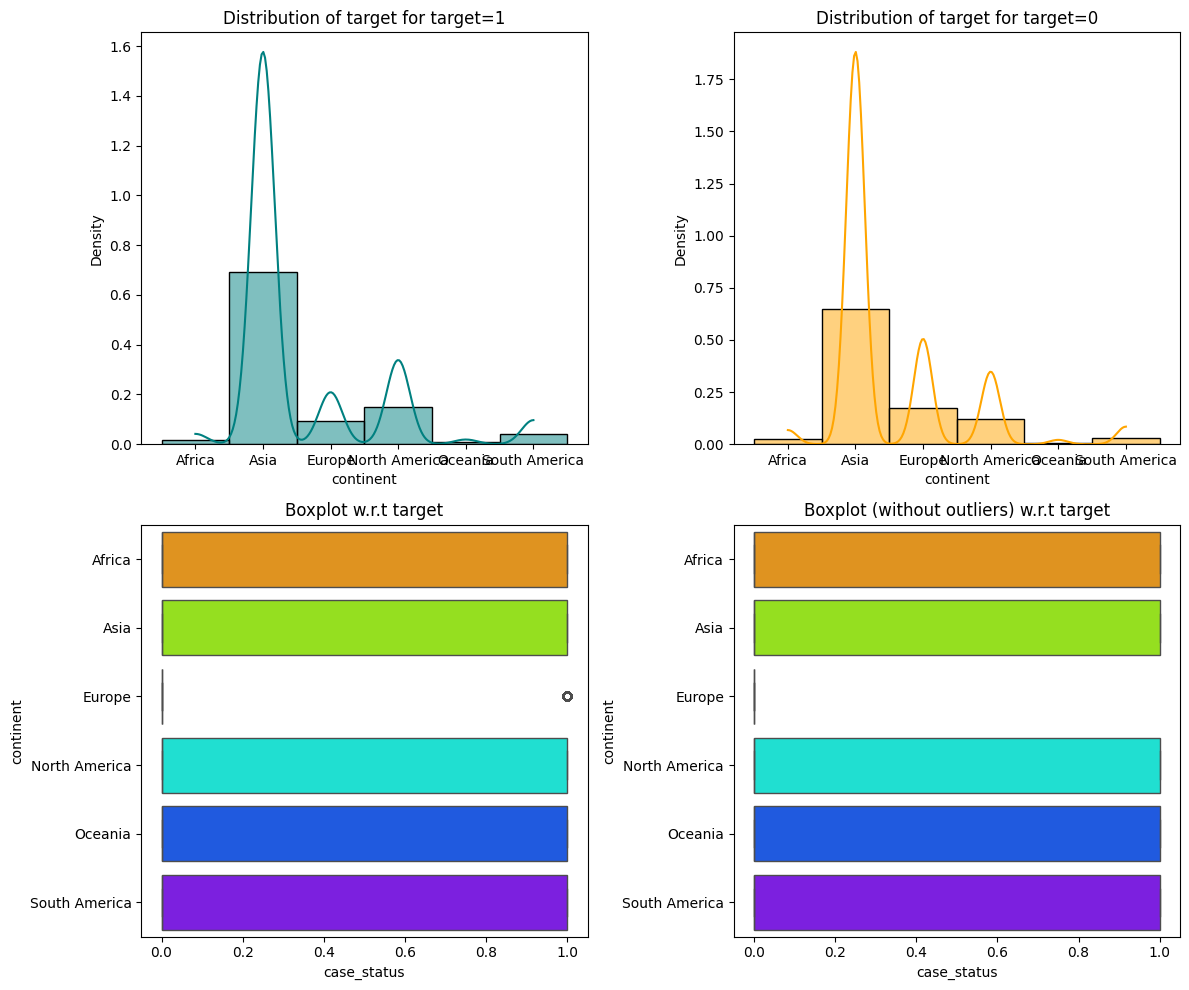 Distribution of target for target=1
1.6
1.4
1.2
1.0
0.8
0.6
0.4
0.2
0.0
Density
Africa Asia Europe North America Oceania South America
continent
Distribution of target for target=0
1.75
1.50
1.25
1.00
0.75
0.50
0.25
0.00
Density
Africa Asia Europe North America Oceania South America
continent
Boxplot w.r.t target
Africa
Asia
Europe
North America
Oceania
South America
continent
0.0 0.2 0.4 0.6 0.8 1.0
case_status
Boxplot (without outliers) w.r.t target
Africa
Asia
Europe
North America
Oceania
South America
continent
0.0 0.2 0.4 0.6 0.8 1.0
case_status